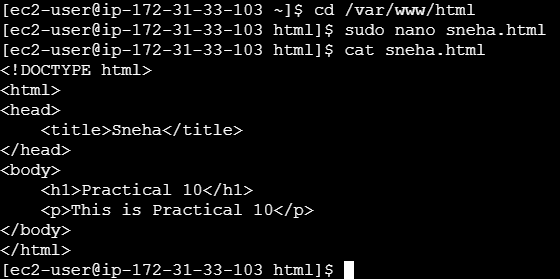 [ec2-user@ip-172-31-33-103 ~]$ cd /var/www/html
[ec2-user@ip-172-31-33-103 html]$ sudo nano sneha.html
[ec2-user@ip-172-31-33-103 html]$ cat sneha.html
<!DOCTYPE html>
<html>
<head>
    <title>Sneha</title>
</head>
<body>
    <h1>Practical 10</h1>
    <p>This is Practical 10</p>
</body>
</html>
[ec2-user@ip-172-31-33-103 html]$